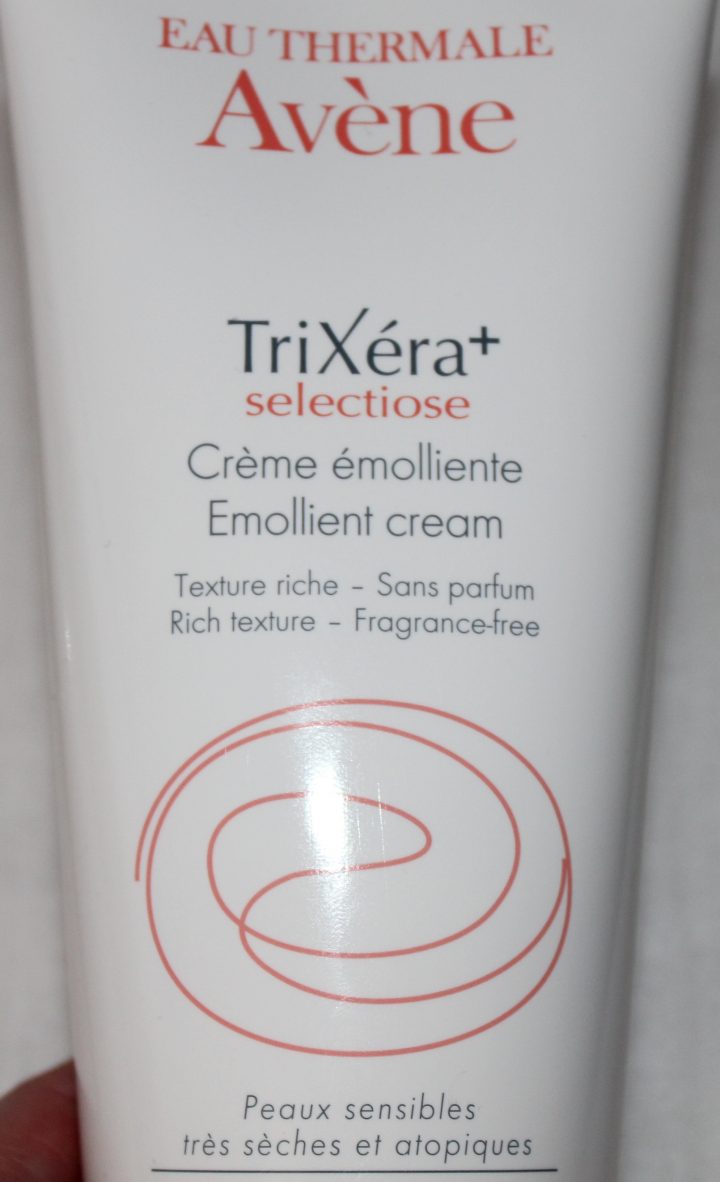 EAU THERMALE
Avène
TriXéra+
selectiose
Crème émolliente
Emollient cream
Texture riche – Sans parfum
Rich texture – Fragrance-free
Peaux sensibles
très sèches et atopiques